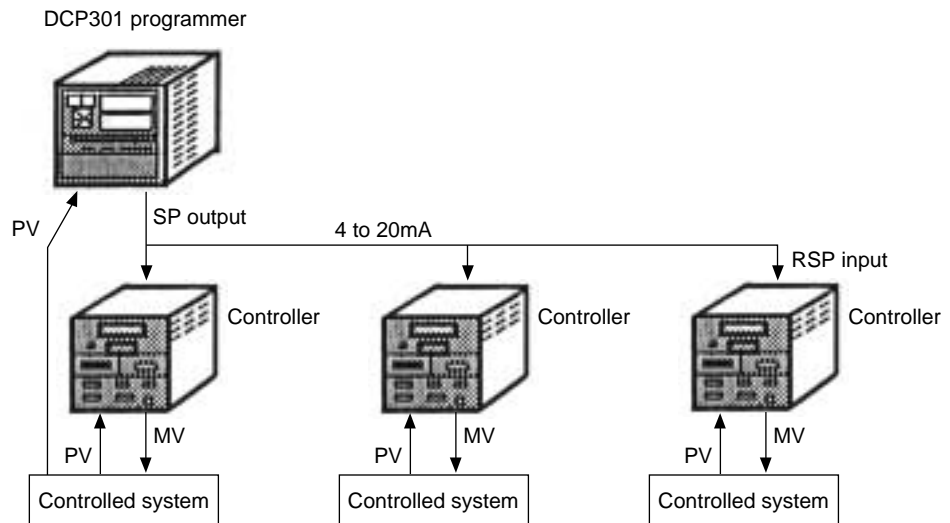 DCP301 programmer
PV
SP output
4 to 20mA
RSP input
Controller
Controller
Controller
PV
MV
PV
MV
PV
MV
Controlled system
Controlled system
Controlled system